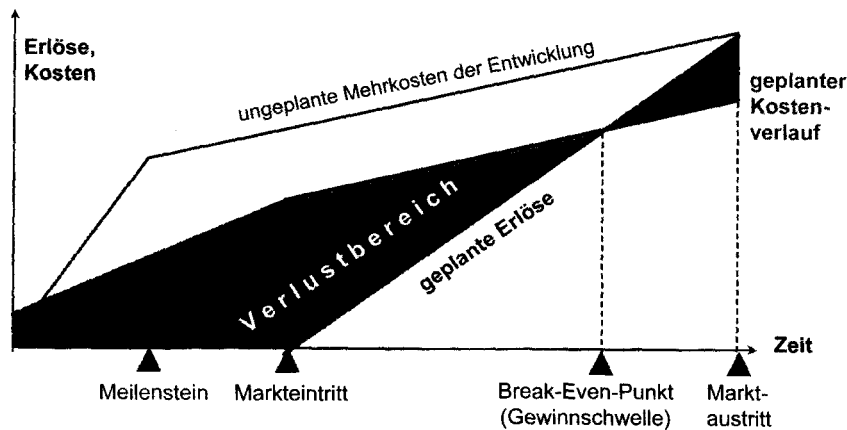 Erlöse,
Kosten
ungeplante Mehrkosten der Entwicklung
geplanter
Kosten-
verlauf
Verlustbereich
geplante Erlöse
Zeit
Meilenstein
Markteintritt
Break-Even-Punkt
(Gewinnschwelle)
Markt-
austritt